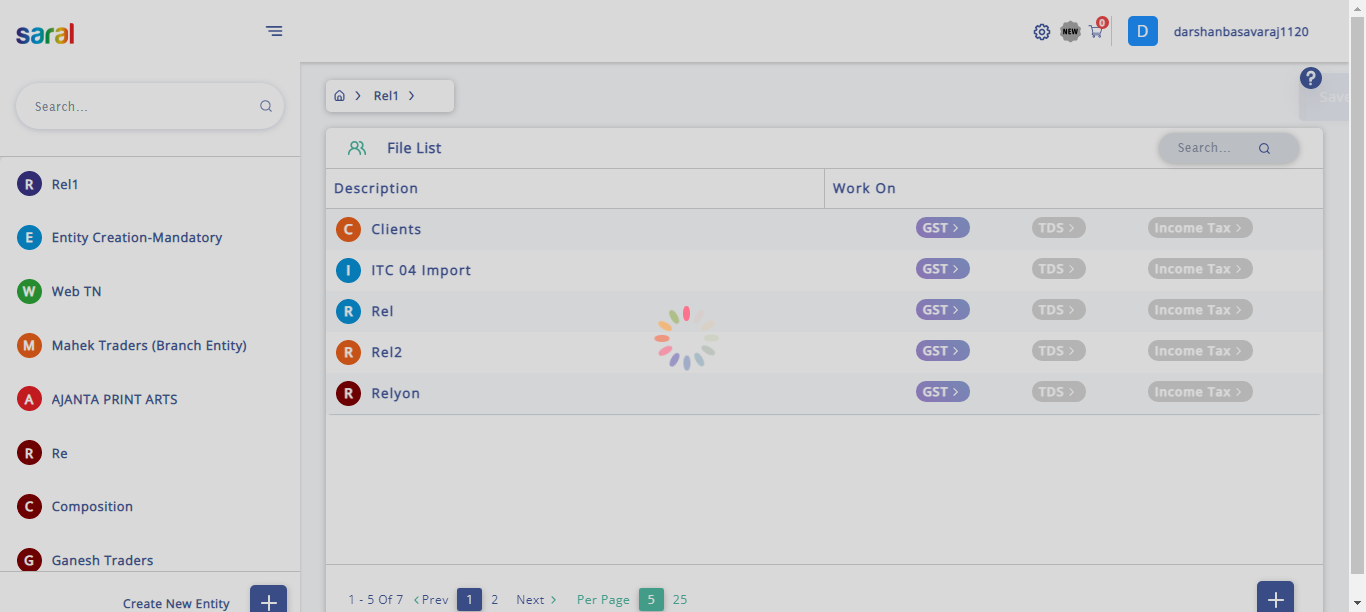 saral
NEW
0
D
darshanbasavaraj1120
Search...
Rel1
?
Save
File List
Search...
Description
Work On
R
Rel1
E
Entity Creation-Mandatory
W
Web TN
M
Mahek Traders (Branch Entity)
A
AJANTA PRINT ARTS
R
Re
C
Composition
G
Ganesh Traders
Create New Entity
+
C
Clients
GST >
TDS >
Income Tax >
I
ITC 04 Import
GST >
TDS >
Income Tax >
R
Rel
GST >
TDS >
Income Tax >
R
Rel2
GST >
TDS >
Income Tax >
R
Relyon
GST >
TDS >
Income Tax >
1 - 5 Of 7 < Prev 1 2 Next > Per Page 5 25
+